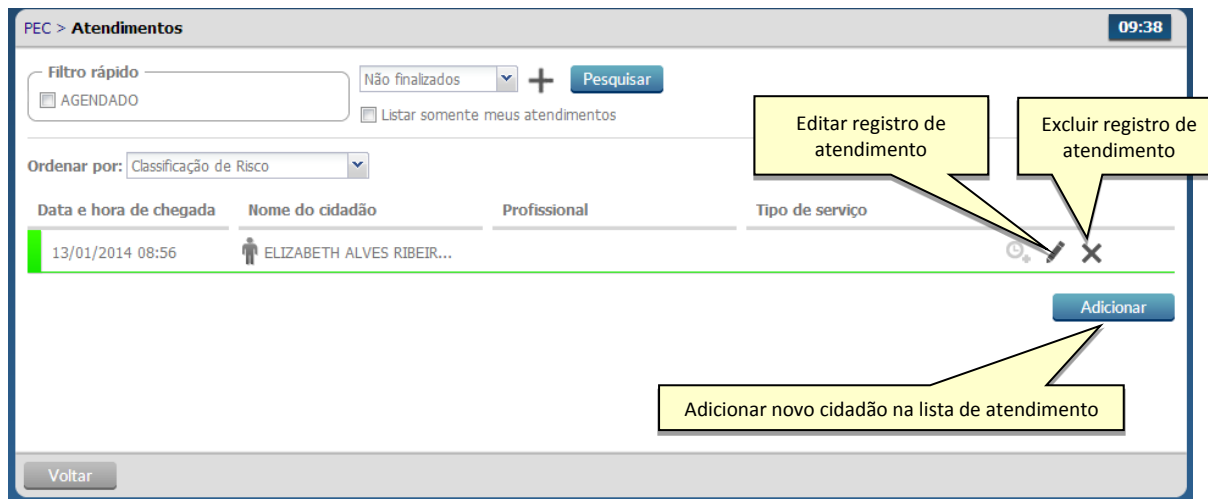 PEC > Atendimentos
09:38
Filtro rápido
AGENDADO
Não finalizados
Pesquisar
Listar somente meus atendimentos
Editar registro de
atendimento
Excluir registro de
atendimento
Ordenar por: Classificação de Risco
Data e hora de chegada Nome do cidadão Profissional Tipo de serviço
13/01/2014 08:56 ELIZABETH ALVES RIBEIR...
Adicionar
Adicionar novo cidadão na lista de atendimento
Voltar